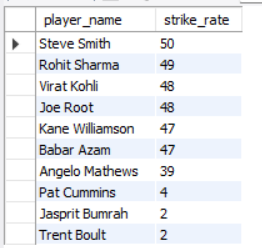 player_name strike_rate
Steve Smith 50
Rohit Sharma 49
Virat Kohli 48
Joe Root 48
Kane Williamson 47
Babar Azam 47
Angelo Mathews 39
Pat Cummins 4
Jasprit Bumrah 2
Trent Boult 2